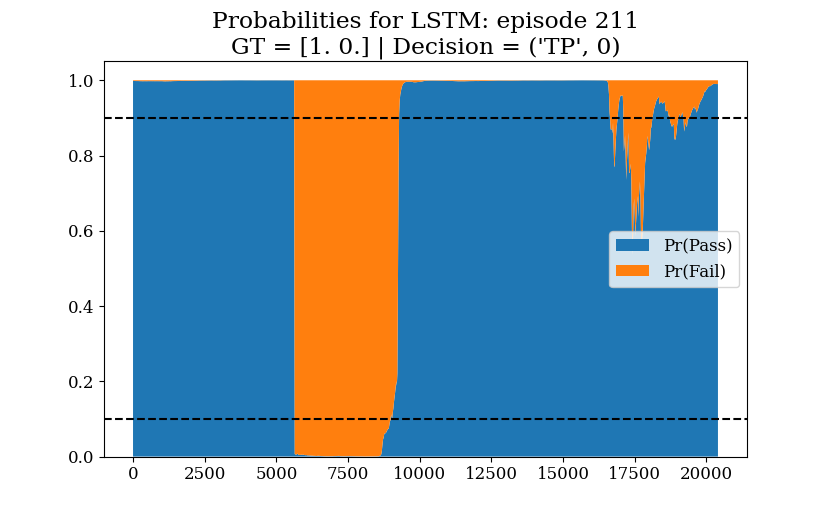 Probabilities for LSTM: episode 211
GT = [1. 0.] | Decision = ('TP', 0)
1.0
0.8
0.6
0.4
0.2
0.0
Pr(Pass)
Pr(Fail)
0 2500 5000 7500 10000 12500 15000 17500 20000